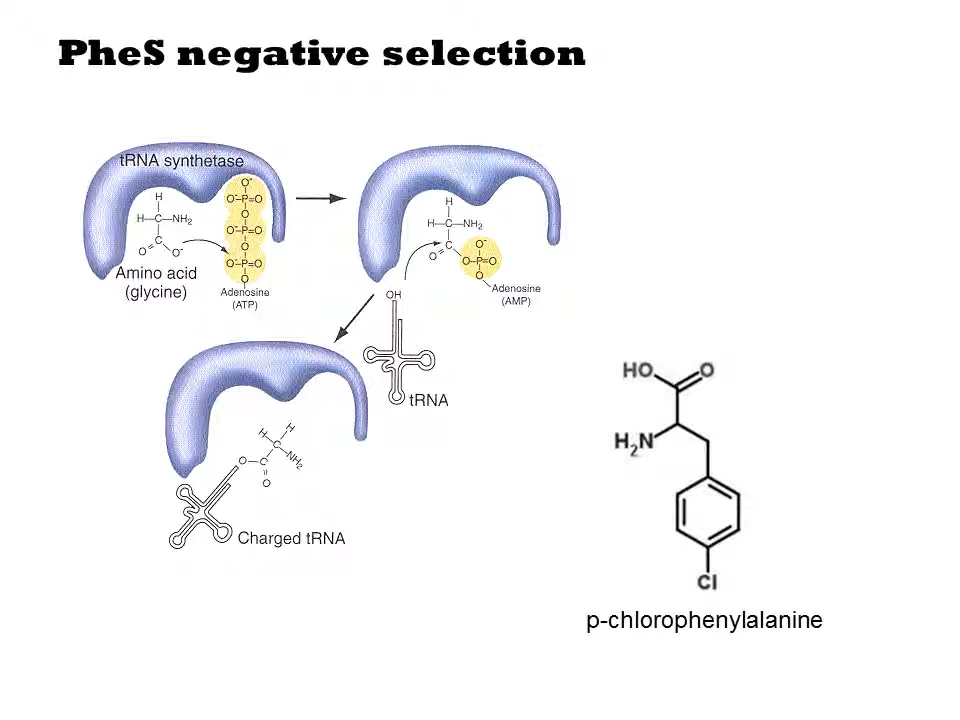 PheS negative selection
tRNA synthetase
H
H–C–NH₂
C
O O⁻
Amino acid
(glycine)
O⁻
O⁻–P=O
O
O⁻–P=O
O
O⁻–P=O
O
Adenosine
(ATP)
H
H–C–NH₂
C
O
O⁻
O–P=O
O
Adenosine
(AMP)
OH
tRNA
H H
C
O–C NH₂
O
Charged tRNA
HO O
H₂N
Cl
p-chlorophenylalanine